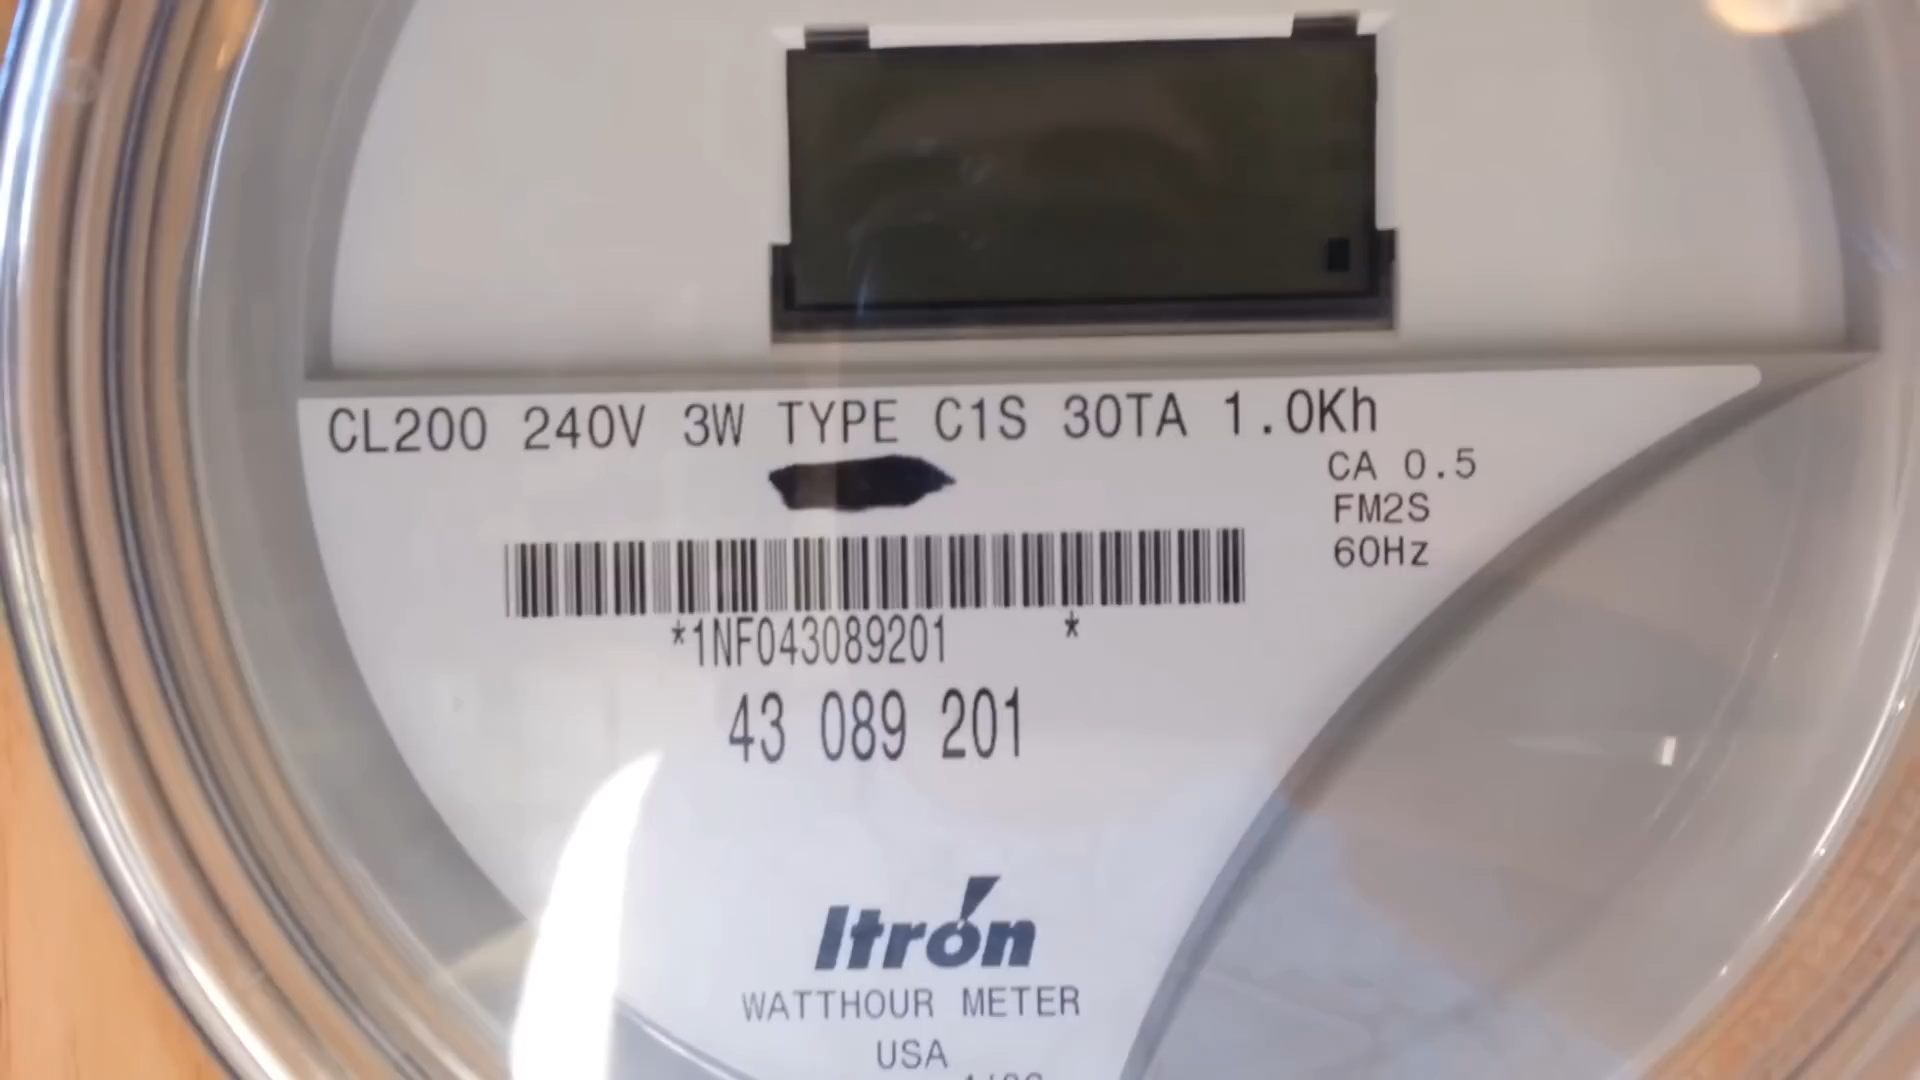 CL200 240V 3W TYPE C1S 30TA 1.0Kh
CA 0.5
FM2S
60Hz
*1NF043089201 *
43 089 201
Itrón
WATTHOUR METER
USA